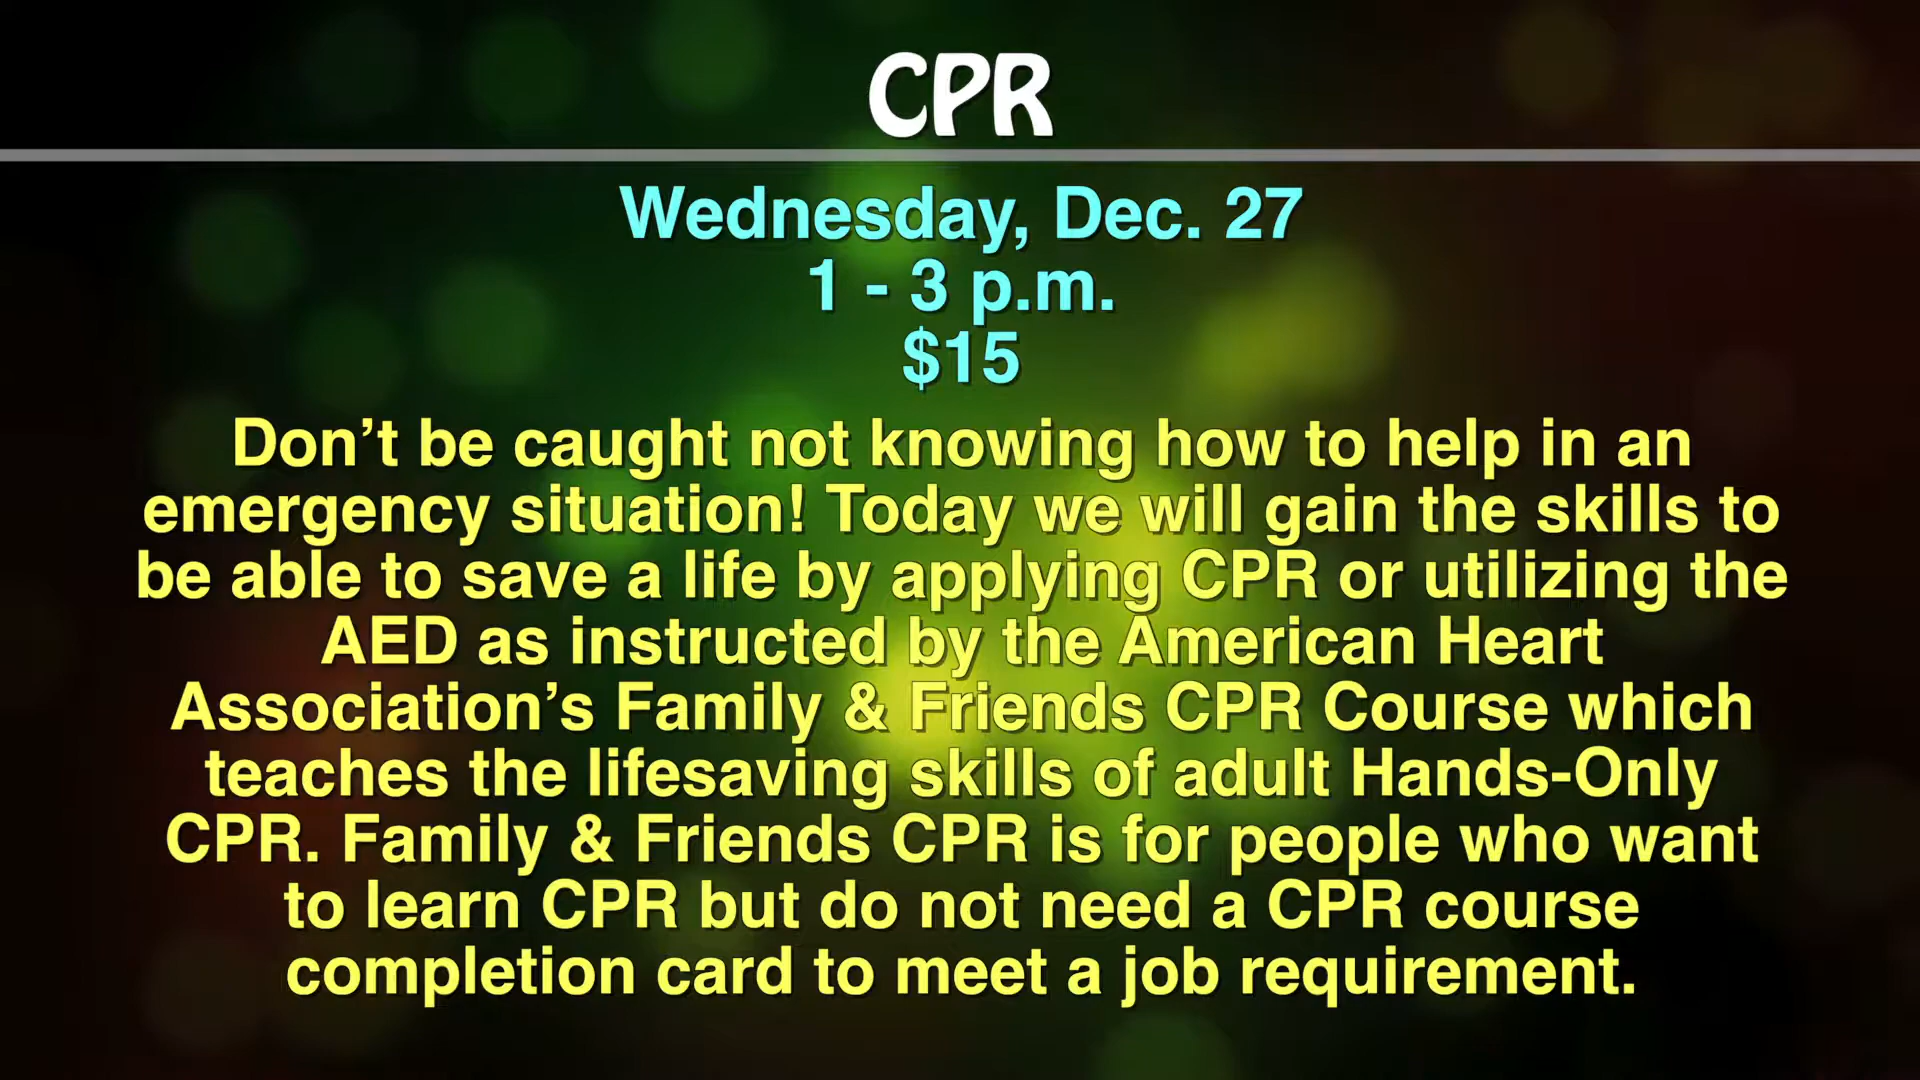 CPR
Wednesday, Dec. 27
1 - 3 p.m.
$15
Don’t be caught not knowing how to help in an
emergency situation! Today we will gain the skills to
be able to save a life by applying CPR or utilizing the
AED as instructed by the American Heart
Association’s Family & Friends CPR Course which
teaches the lifesaving skills of adult Hands-Only
CPR. Family & Friends CPR is for people who want
to learn CPR but do not need a CPR course
completion card to meet a job requirement.